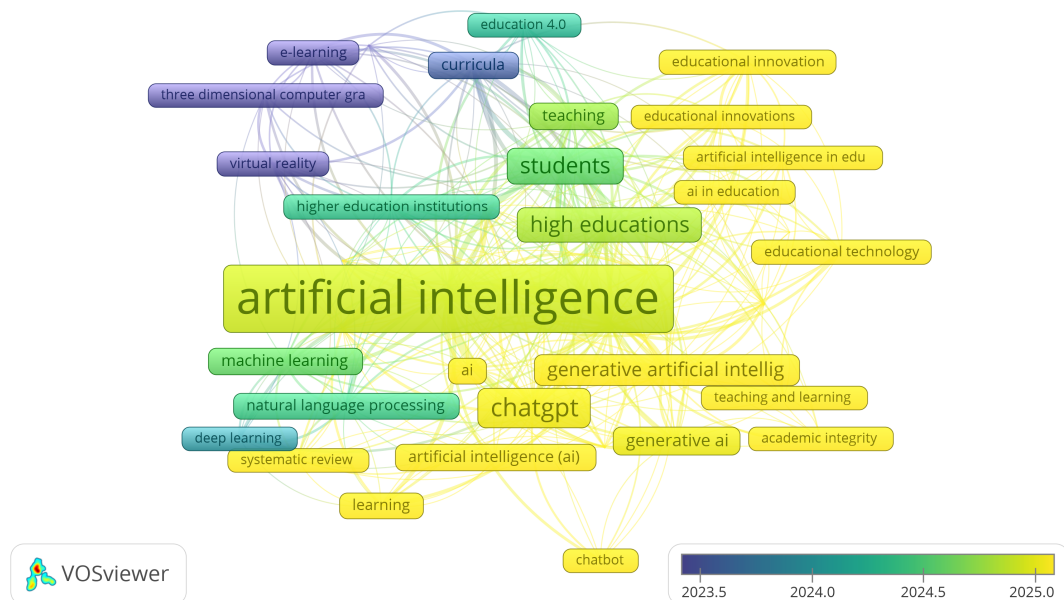 education 4.0
e-learning
curricula
educational innovation
three dimensional computer gra
teaching
educational innovations
students
artificial intelligence in edu
virtual reality
ai in education
higher education institutions
high educations
educational technology
artificial intelligence
machine learning
ai
generative artificial intellig
teaching and learning
natural language processing
chatgpt
deep learning
generative ai
academic integrity
systematic review
artificial intelligence (ai)
learning
chatbot
VOSviewer
2023.5 2024.0 2024.5 2025.0